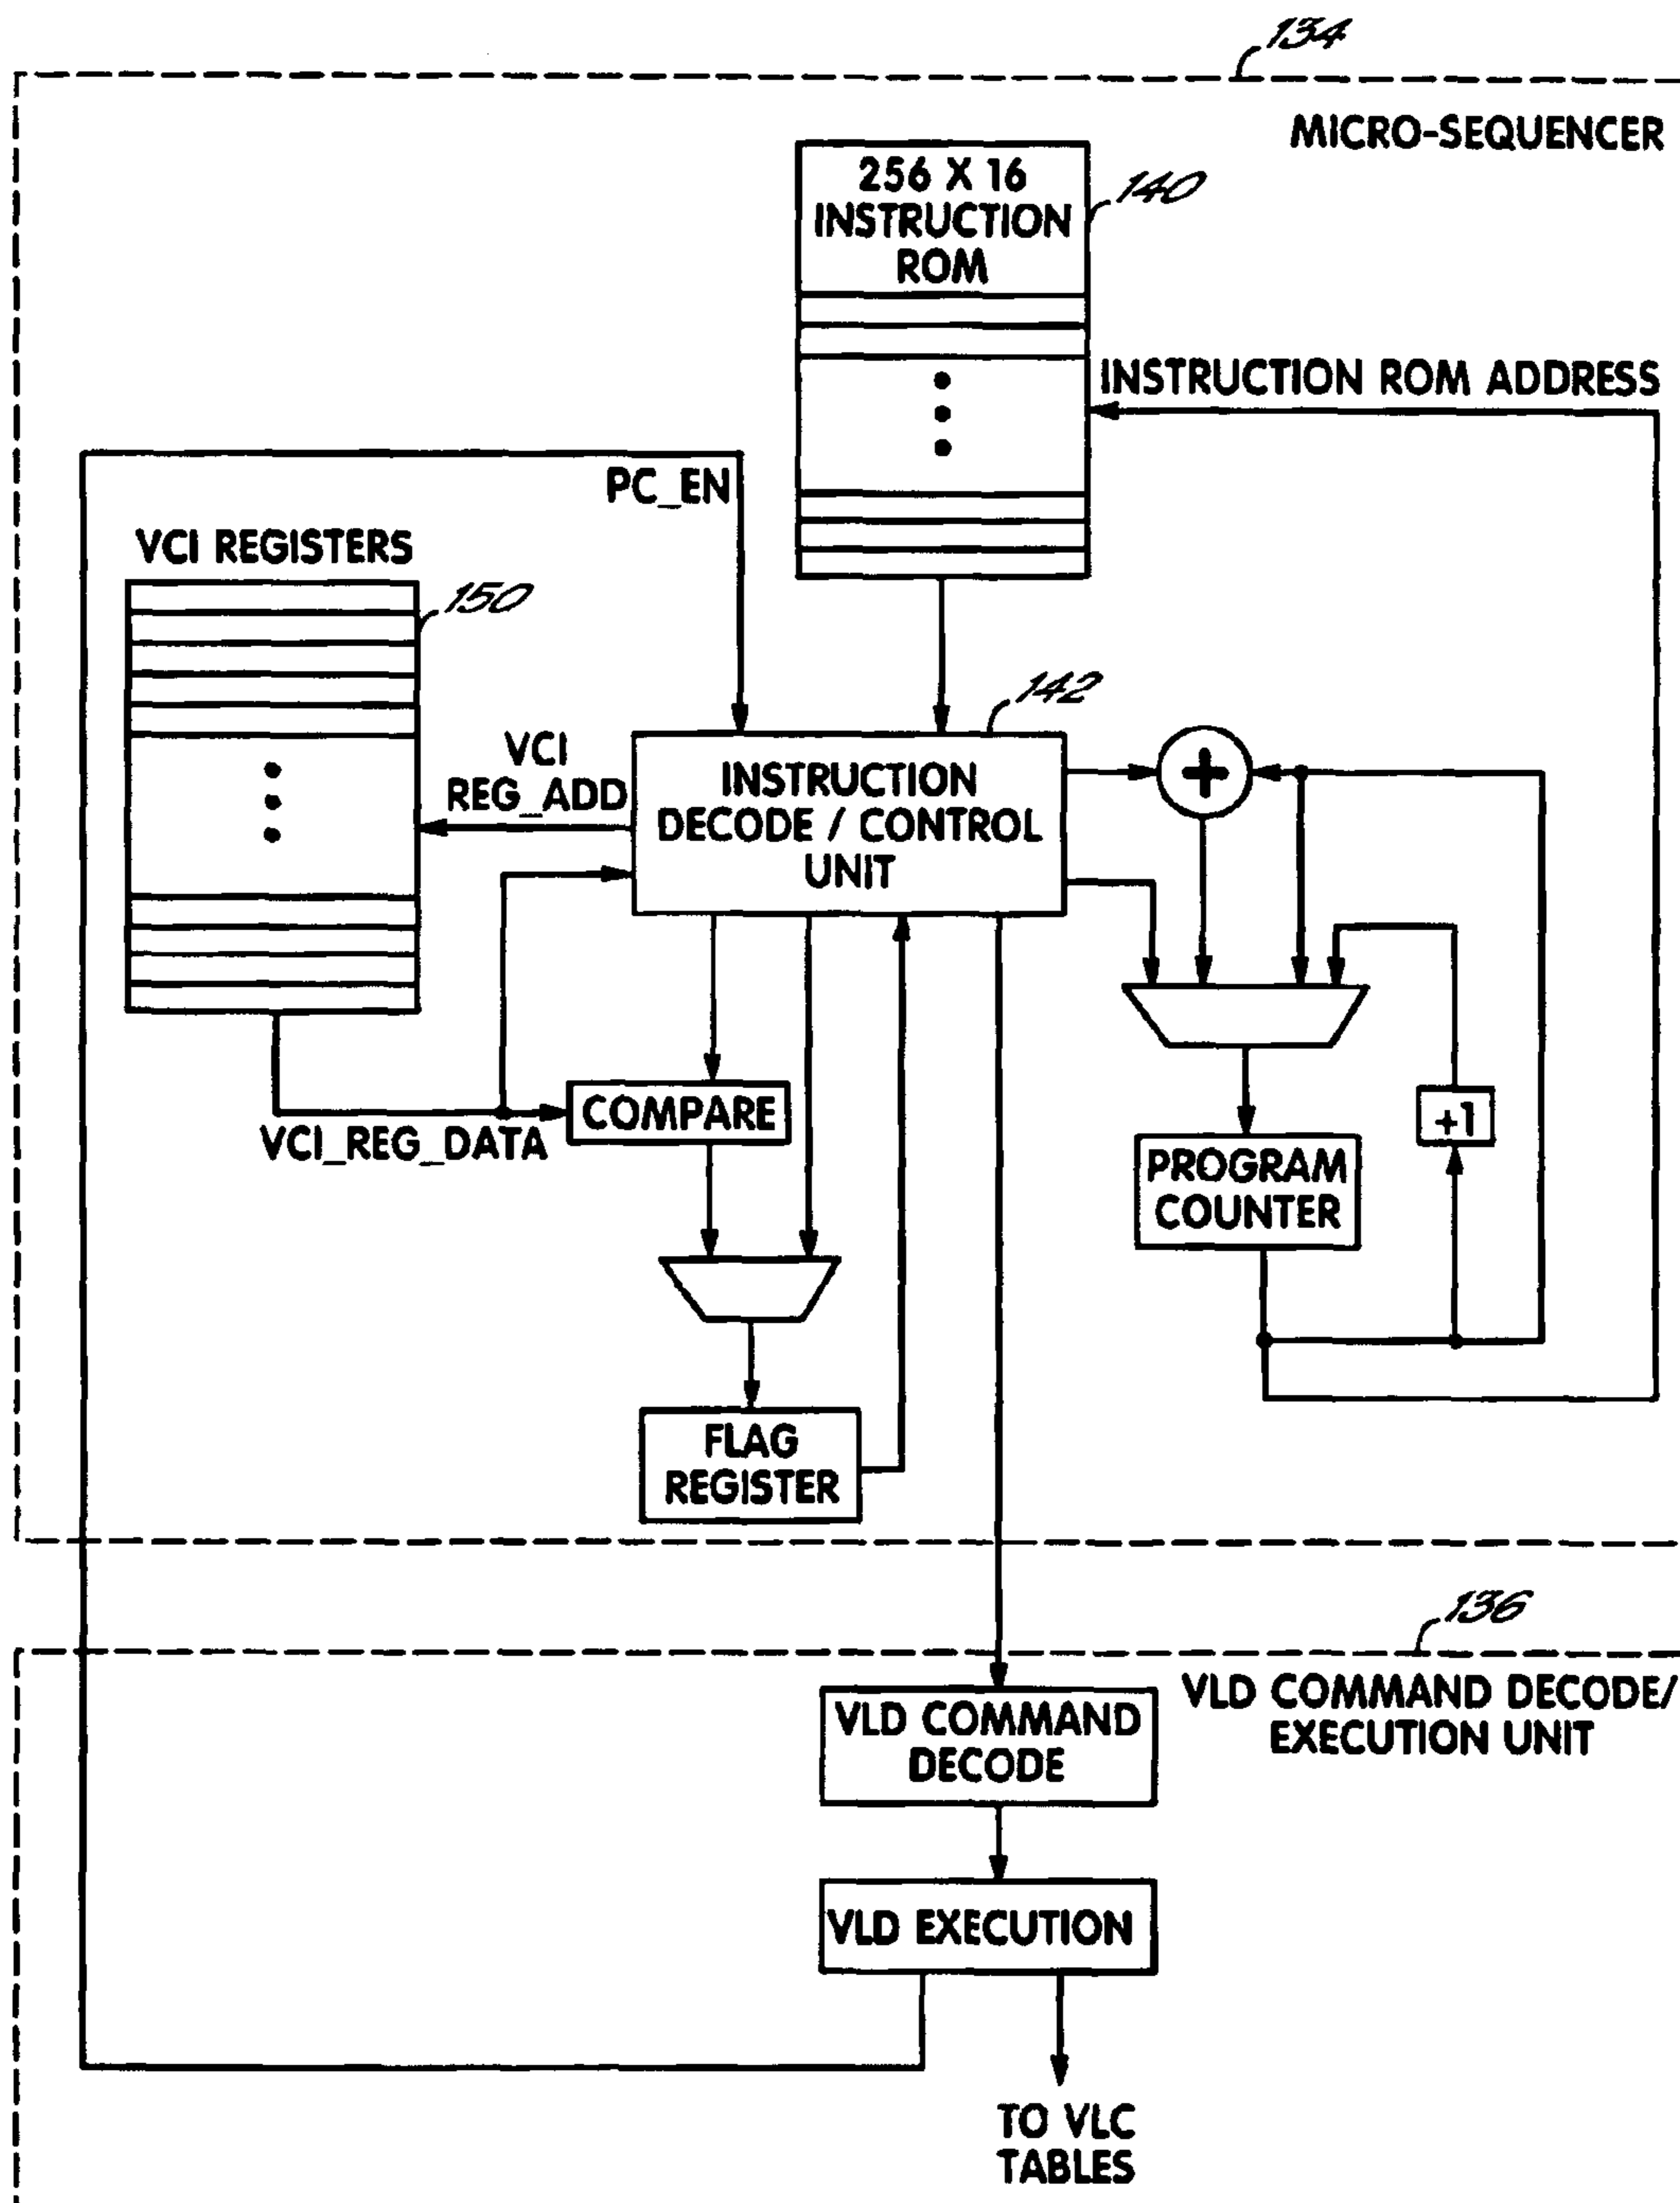 134
MICRO-SEQUENCER
256 X 16
INSTRUCTION
ROM
140
INSTRUCTION ROM ADDRESS
PC_EN
VCI REGISTERS
150
142
VCI
REG_ADD
INSTRUCTION
DECODE / CONTROL
UNIT
+
COMPARE
VCI_REG_DATA
+1
PROGRAM
COUNTER
FLAG
REGISTER
136
VLD COMMAND DECODE/
EXECUTION UNIT
VLD COMMAND
DECODE
VLD EXECUTION
TO VLC
TABLES